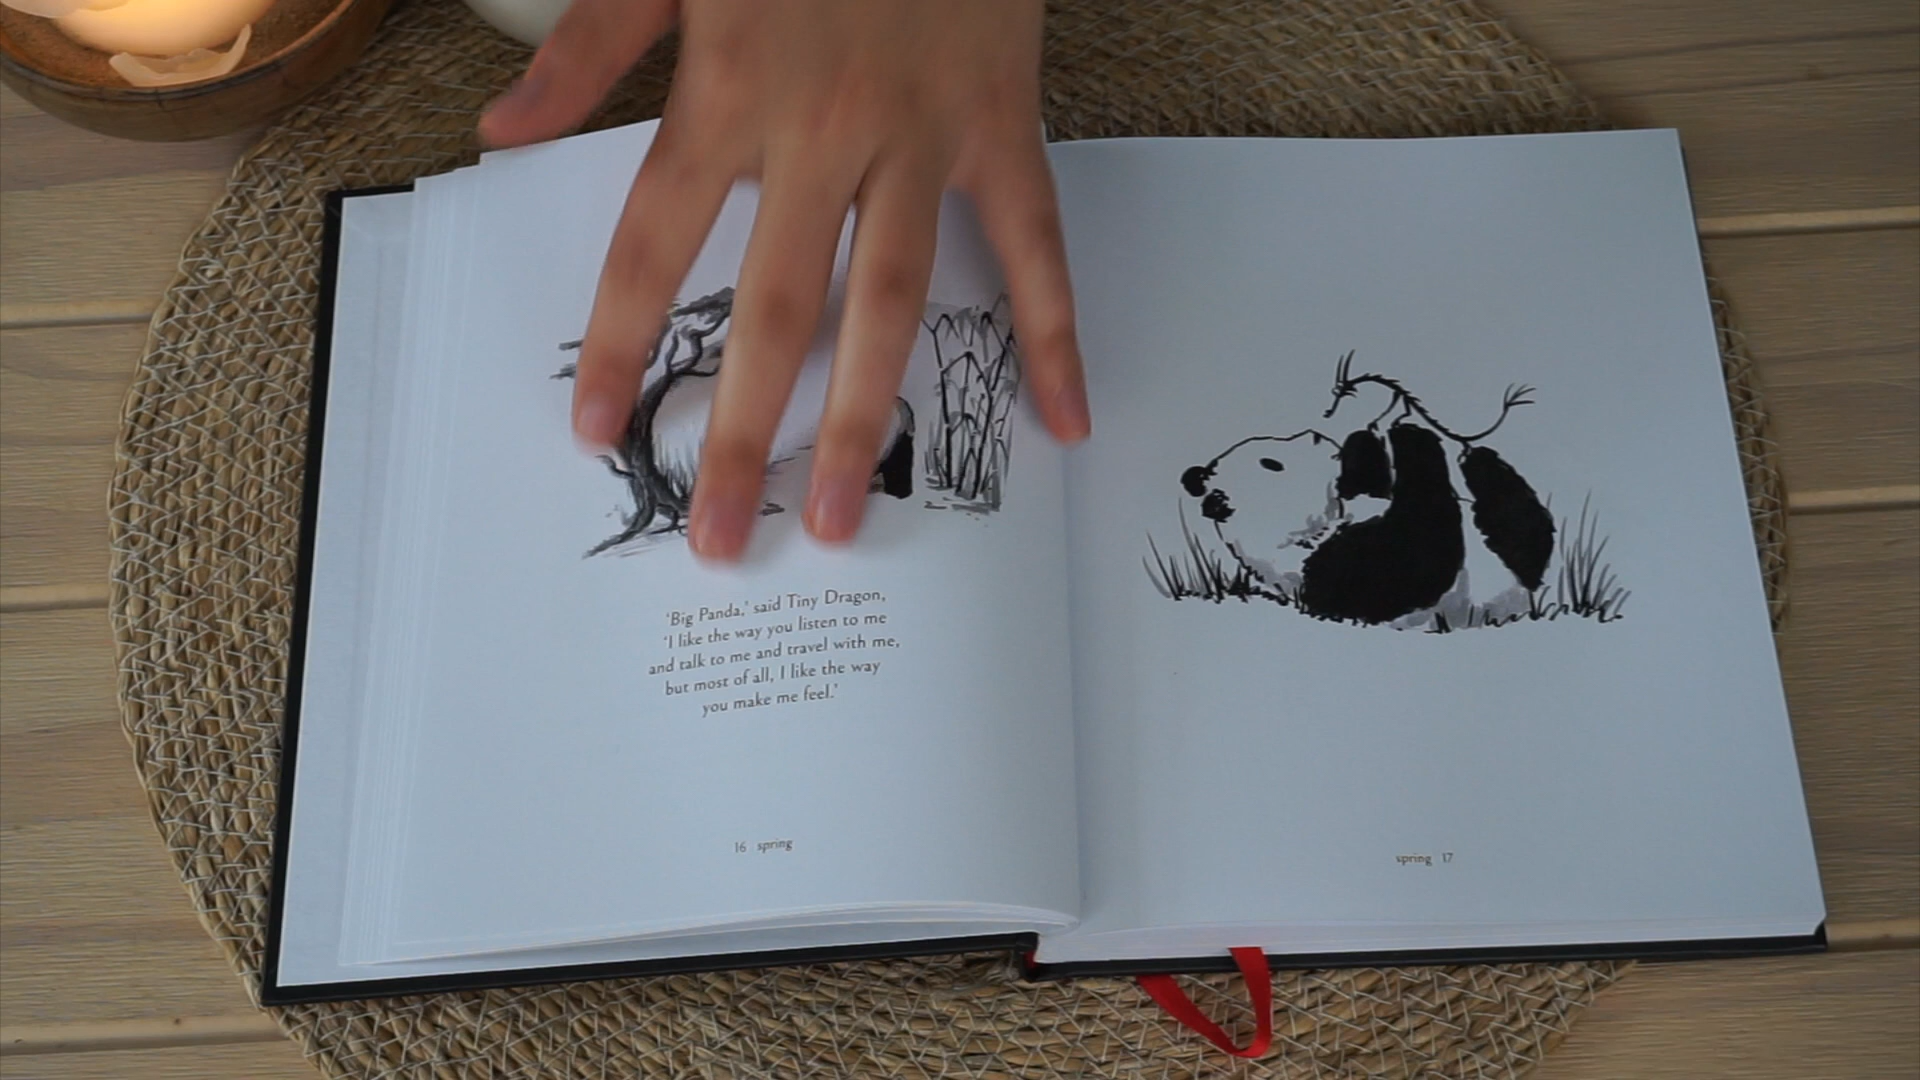 ‘Big Panda,’ said Tiny Dragon,
‘I like the way you listen to me
and talk to me and travel with me,
but most of all, I like the way
you make me feel.’
16 spring
spring 17